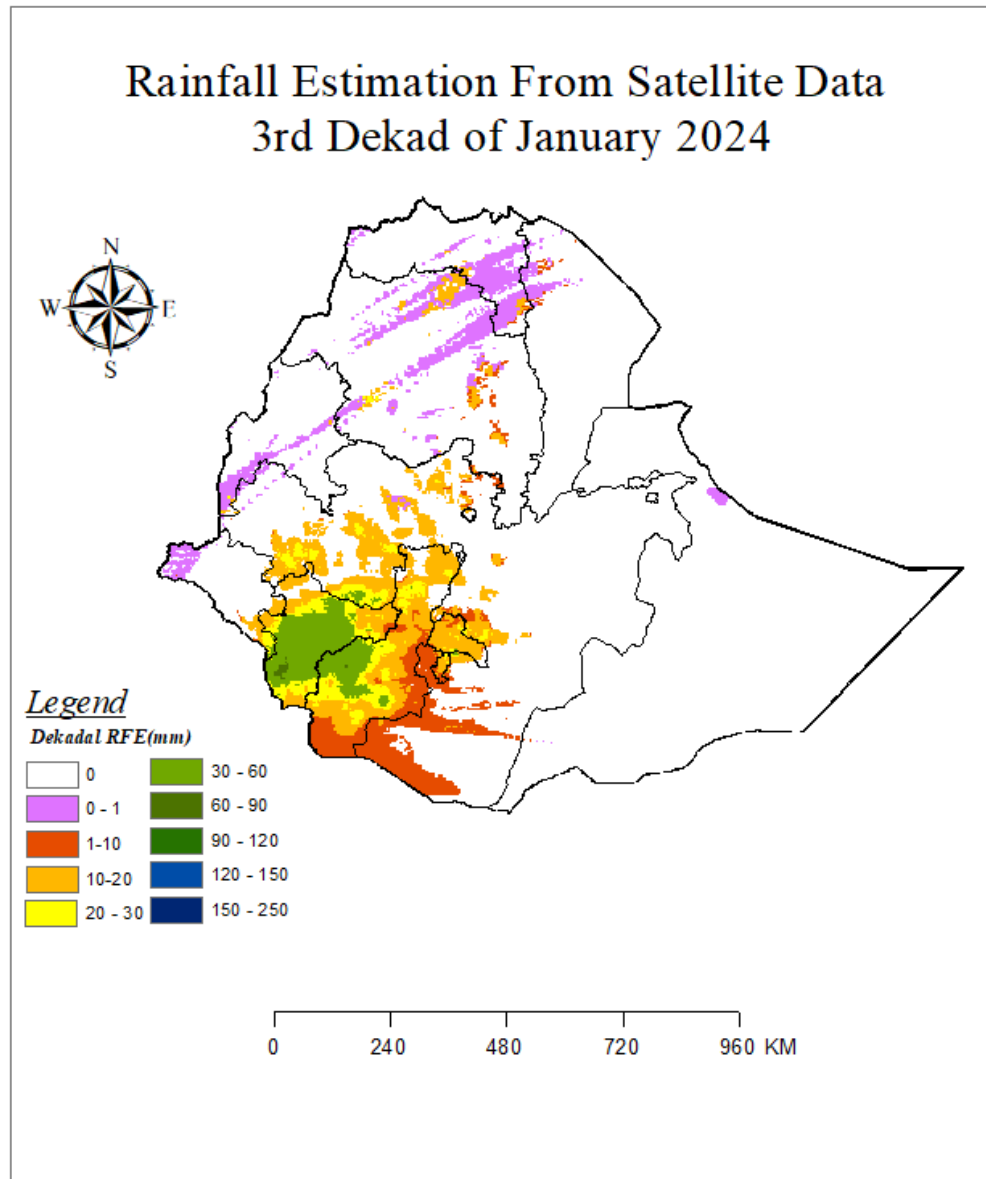 Rainfall Estimation From Satellite Data
3rd Dekad of January 2024
N
W
E
S
Legend
Dekadal RFE(mm)
0
0 - 1
1-10
10-20
20 - 30
30 - 60
60 - 90
90 - 120
120 - 150
150 - 250
0 240 480 720 960 KM